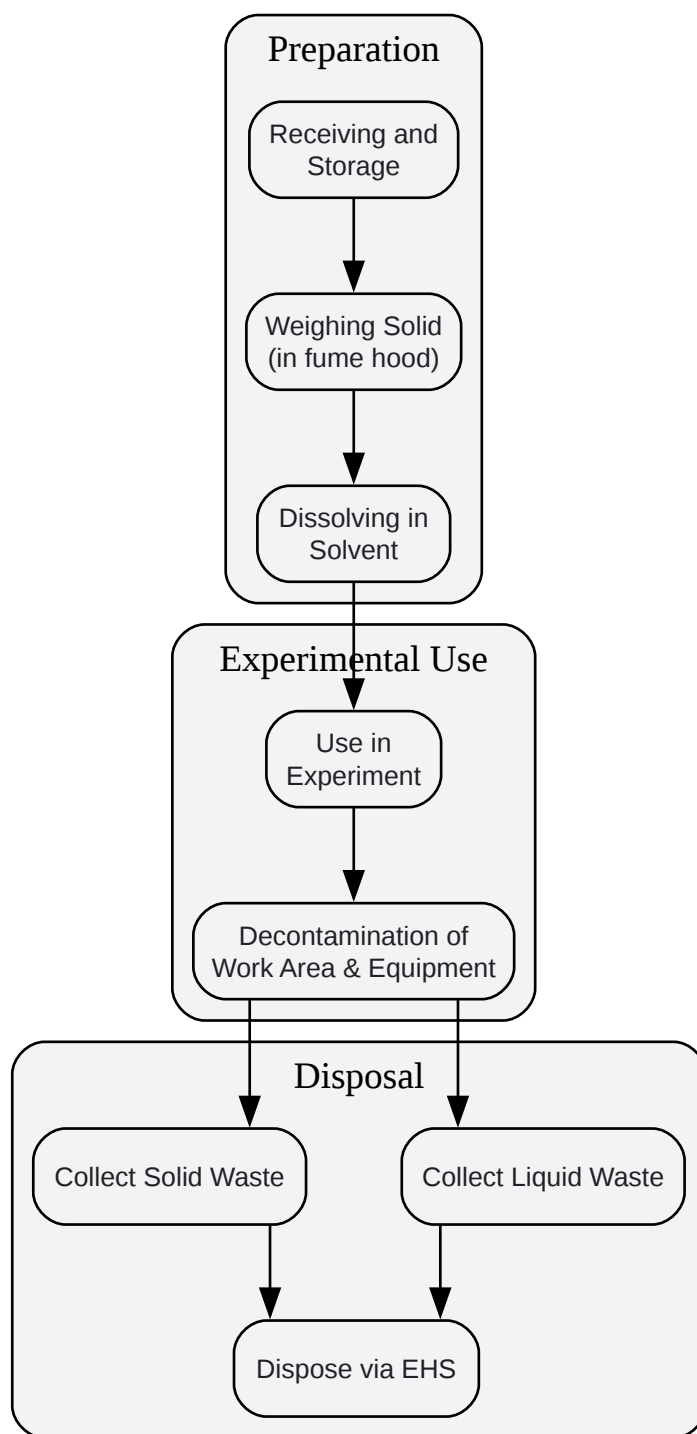 Preparation
Receiving and
Storage
Weighing Solid
(in fume hood)
Dissolving in
Solvent
Experimental Use
Use in
Experiment
Decontamination of
Work Area & Equipment
Disposal
Collect Solid Waste
Collect Liquid Waste
Dispose via EHS